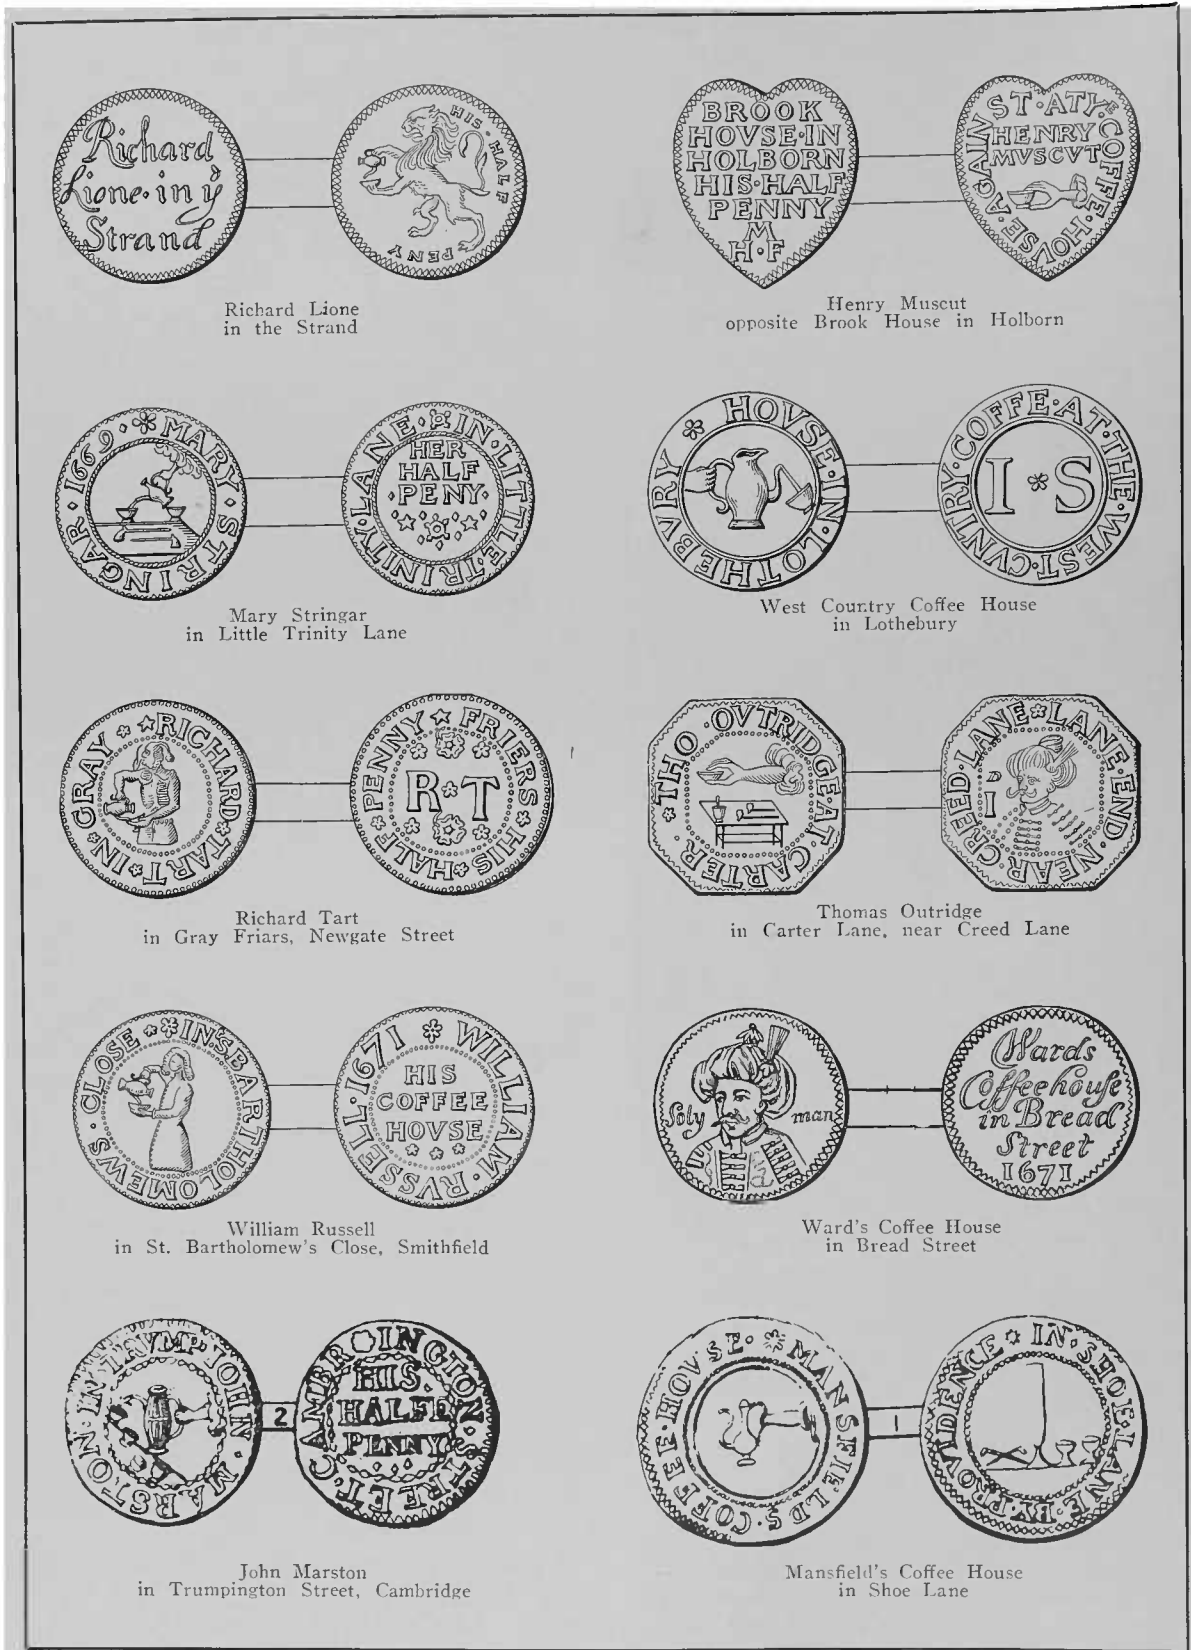 Richard
Lione·in yᵉ
Strand
HIS·HALF
PENY
Richard Lione
in the Strand
BROOK
HOVSE·IN
HOLBORN
HIS·HALF
PENNY
M
H·F
AGAINST·ATYᴱ·COFFE·HOVSE·
HENRY
MVSCVT
Henry Muscut
opposite Brook House in Holborn
MARY·STRINGAR·1669·
IN·LITTLE·TRINITY·LANE·
HER
HALF
·PENY·
Mary Stringar
in Little Trinity Lane
HOVSE·IN·LOTHEBVRY
COFFE·AT·THE·WEST·CVNTRY·
I S
West Country Coffee House
in Lothebury
RICHARD TART·IN·GRAY
FRIERS HIS HALF PENNY
R T
Richard Tart
in Gray Friars, Newgate Street
THO·OVTRIDGE·AT·CARTER
LANE·END·NEAR·CREED·LANE
Thomas Outridge
in Carter Lane, near Creed Lane
IN·S·BARTHOLOMEWS·CLOSE
WILLIAM·RVSSELL·1671
HIS
COFFEE
HOVSE
William Russell
in St. Bartholomew's Close, Smithfield
Soly man
Wards
Coffee house
in Bread
Street
1671
Ward's Coffee House
in Bread Street
JOHN·MARSTON·IN·TRVMP·
2
INGTON·STREET·CAMBR
HIS
HALFE
PENNY
John Marston
in Trumpington Street, Cambridge
MANSFIELDS·COFFE·HOVSE·
1
IN·SHOE·LANE·BY·PROVIDENCE
Mansfield's Coffee House
in Shoe Lane